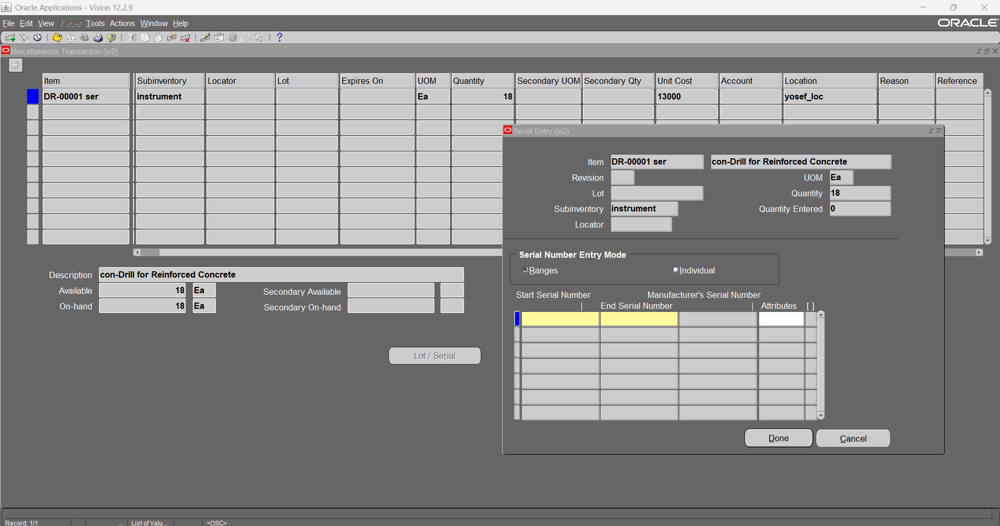 Oracle Applications - Vision 12.2.9
File Edit View Folder Tools Actions Window Help
ORACLE
Miscellaneous Transaction (yi2)
Item Subinventory Locator Lot Expires On UOM Quantity Secondary UOM Secondary Qty Unit Cost Account Location Reason Reference
DR-00001 ser instrument Ea 18 13000 yosef_loc
Serial Entry (yi2)
Item DR-00001 ser con-Drill for Reinforced Concrete
Revision UOM Ea
Lot Quantity 18
Subinventory instrument Quantity Entered 0
Locator
Serial Number Entry Mode
Ranges Individual
Start Serial Number Manufacturer's Serial Number
End Serial Number Attributes [ ]
Done Cancel
Description con-Drill for Reinforced Concrete
Available 18 Ea Secondary Available
On-hand 18 Ea Secondary On-hand
Lot / Serial
Record: 1/1 ... List of Valu... <OSC>